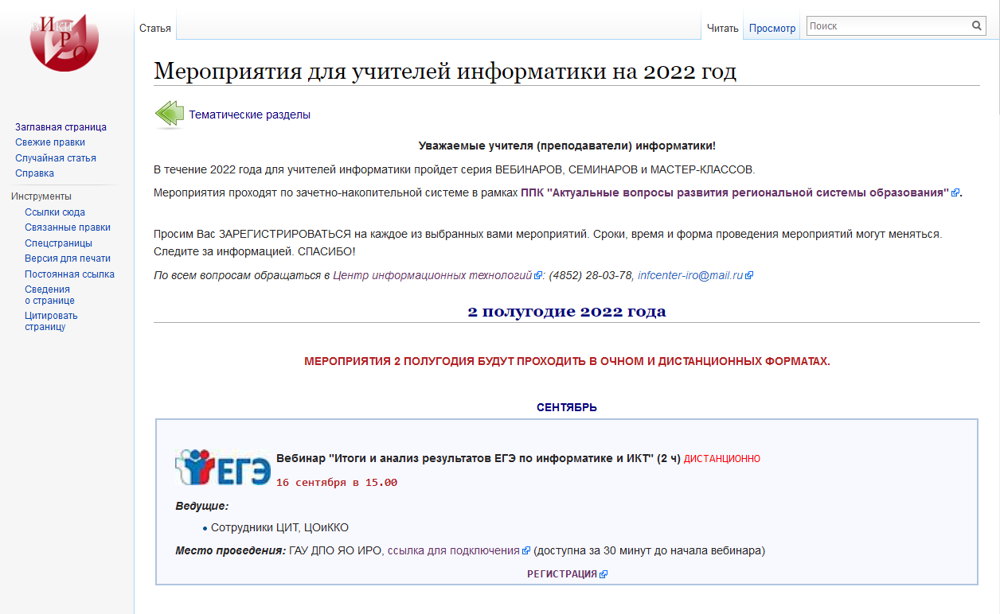 ВИКИ
ИРО
Статья
Читать
Просмотр
Поиск
Мероприятия для учителей информатики на 2022 год
Тематические разделы
Заглавная страница
Свежие правки
Случайная статья
Справка
Инструменты
Ссылки сюда
Связанные правки
Спецстраницы
Версия для печати
Постоянная ссылка
Сведения
о странице
Цитировать
страницу
Уважаемые учителя (преподаватели) информатики!
В течение 2022 года для учителей информатики пройдет серия ВЕБИНАРОВ, СЕМИНАРОВ и МАСТЕР-КЛАССОВ.
Мероприятия проходят по зачетно-накопительной системе в рамках ППК "Актуальные вопросы развития региональной системы образования".
Просим Вас ЗАРЕГИСТРИРОВАТЬСЯ на каждое из выбранных вами мероприятий. Сроки, время и форма проведения мероприятий могут меняться.
Следите за информацией. СПАСИБО!
По всем вопросам обращаться в Центр информационных технологий: (4852) 28-03-78, infcenter-iro@mail.ru
2 полугодие 2022 года
МЕРОПРИЯТИЯ 2 ПОЛУГОДИЯ БУДУТ ПРОХОДИТЬ В ОЧНОМ И ДИСТАНЦИОННЫХ ФОРМАТАХ.
СЕНТЯБРЬ
ЕГЭ
Вебинар "Итоги и анализ результатов ЕГЭ по информатике и ИКТ" (2 ч) ДИСТАНЦИОННО
16 сентября в 15.00
Ведущие:
• Сотрудники ЦИТ, ЦОиККО
Место проведения: ГАУ ДПО ЯО ИРО, ссылка для подключения (доступна за 30 минут до начала вебинара)
РЕГИСТРАЦИЯ